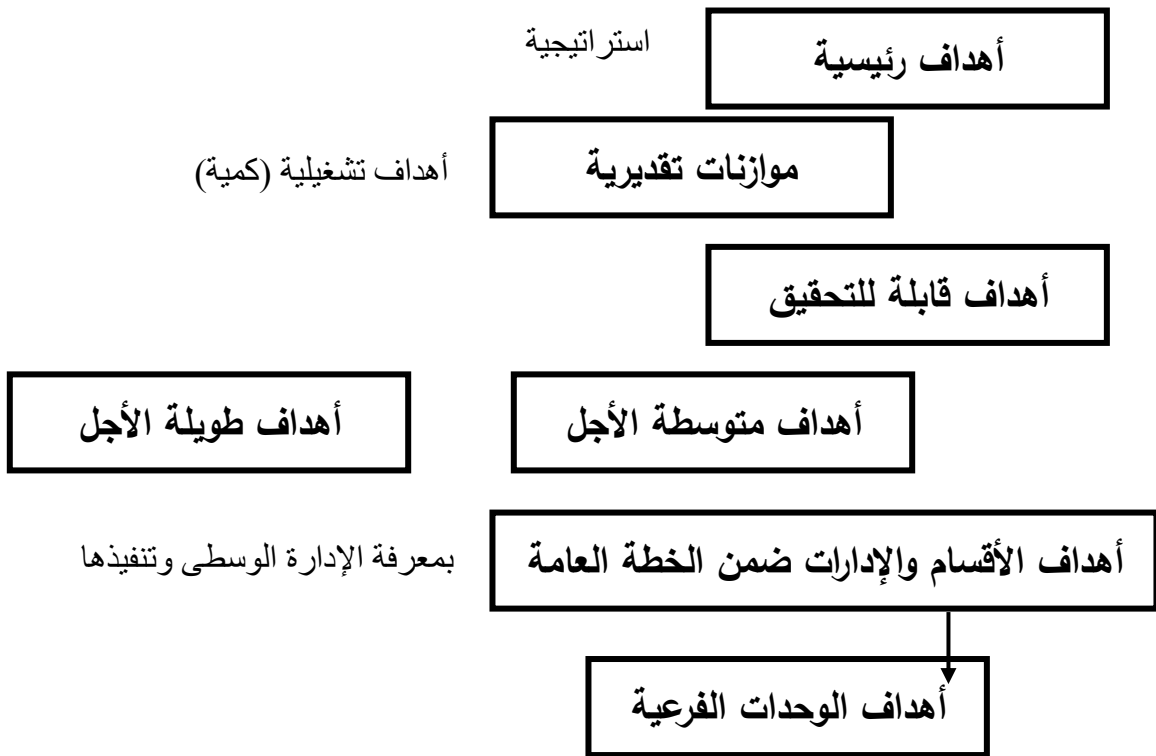 أهداف رئيسية
استراتيجية
موازنات تقديرية
أهداف تشغيلية (كمية)
أهداف قابلة للتحقيق
أهداف متوسطة الأجل
أهداف طويلة الأجل
أهداف الأقسام والإدارات ضمن الخطة العامة
بمعرفة الإدارة الوسطى وتنفيذها
أهداف الوحدات الفرعية